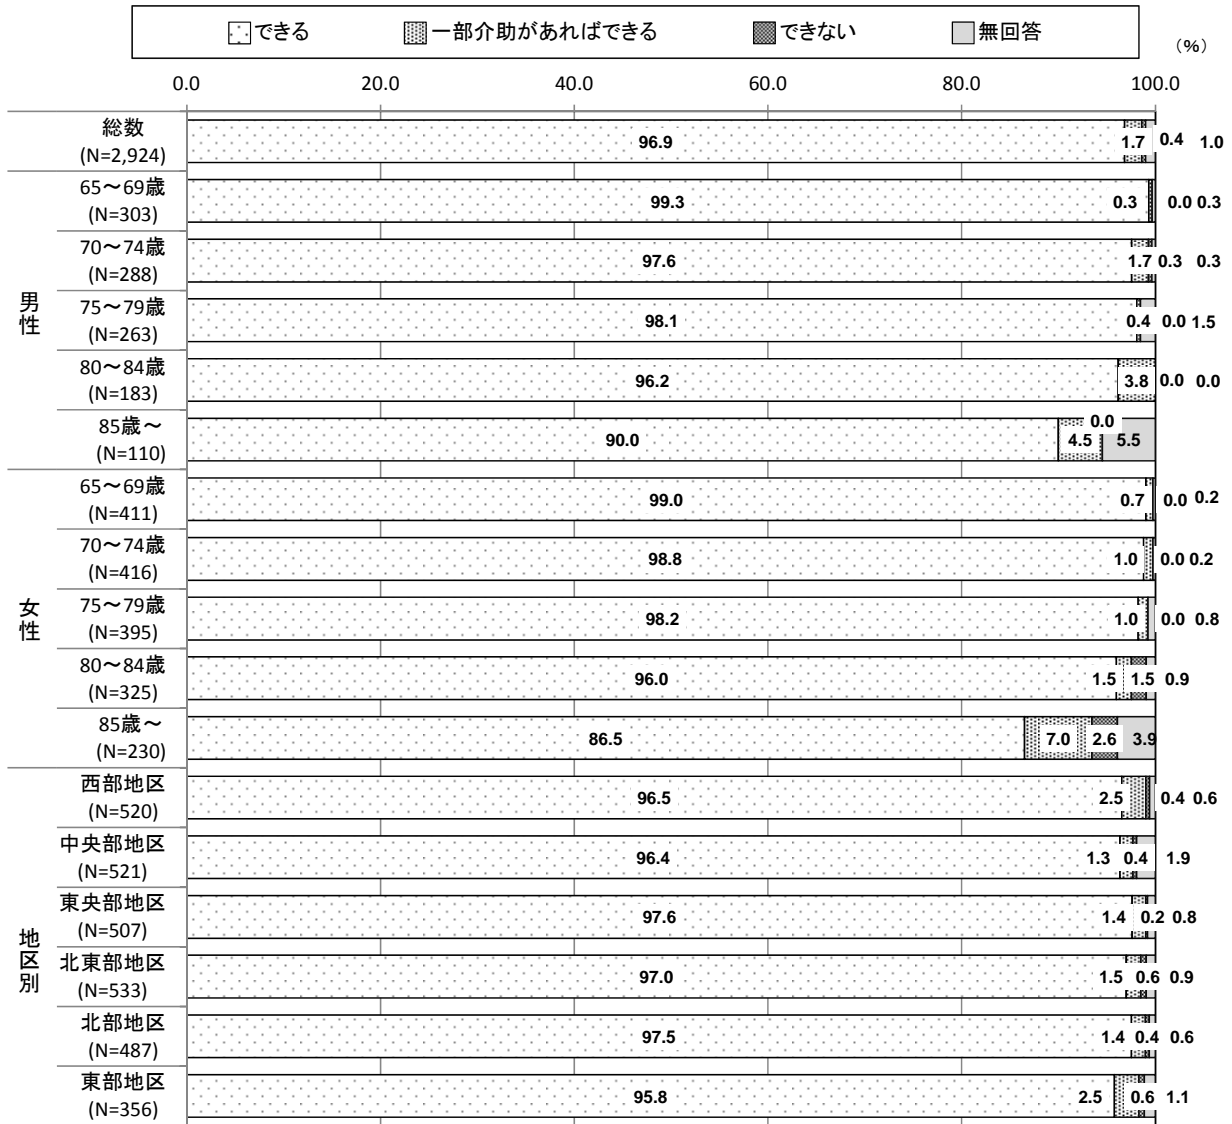 できる 一部介助があればできる できない 無回答
(%)
0.0 20.0 40.0 60.0 80.0 100.0
総数
(N=2,924)
96.9 1.7 0.4 1.0
男性
65～69歳
(N=303)
99.3 0.3 0.0 0.3
70～74歳
(N=288)
97.6 1.7 0.3 0.3
75～79歳
(N=263)
98.1 0.4 0.0 1.5
80～84歳
(N=183)
96.2 3.8 0.0 0.0
85歳～
(N=110)
90.0 4.5 0.0 5.5
女性
65～69歳
(N=411)
99.0 0.7 0.0 0.2
70～74歳
(N=416)
98.8 1.0 0.0 0.2
75～79歳
(N=395)
98.2 1.0 0.0 0.8
80～84歳
(N=325)
96.0 1.5 1.5 0.9
85歳～
(N=230)
86.5 7.0 2.6 3.9
地区別
西部地区
(N=520)
96.5 2.5 0.4 0.6
中央部地区
(N=521)
96.4 1.3 0.4 1.9
東央部地区
(N=507)
97.6 1.4 0.2 0.8
北東部地区
(N=533)
97.0 1.5 0.6 0.9
北部地区
(N=487)
97.5 1.4 0.4 0.6
東部地区
(N=356)
95.8 2.5 0.6 1.1